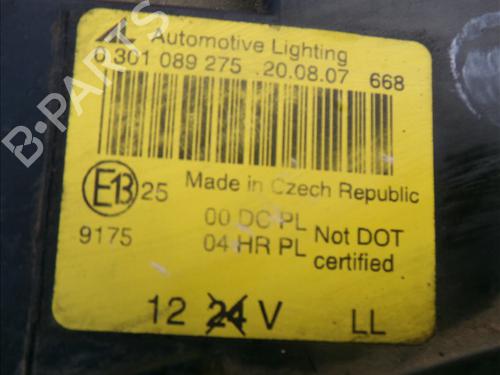 Automotive Lighting
0 301 089 275 20.08.07 668
E13 25 Made in Czech Republic
9175 00 DC PL Not DOT
04 HR PL certified
12 24 V LL
B-PARTS